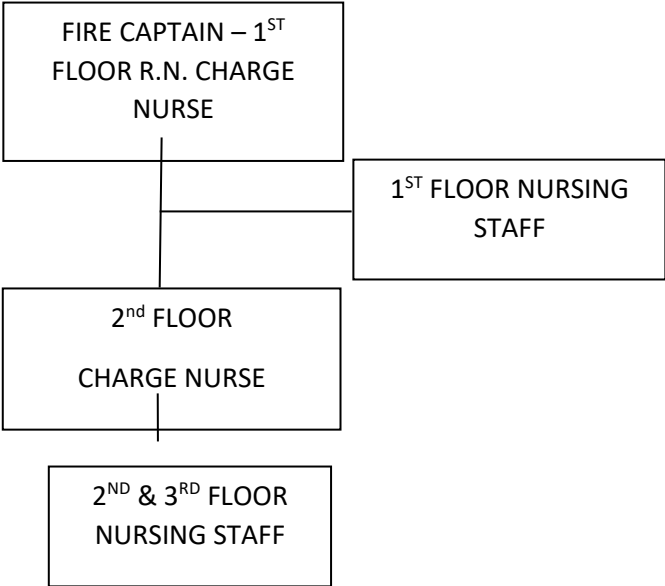 FIRE CAPTAIN – 1ST
FLOOR R.N. CHARGE
NURSE
1ST FLOOR NURSING
STAFF
2nd FLOOR
CHARGE NURSE
2ND & 3RD FLOOR
NURSING STAFF